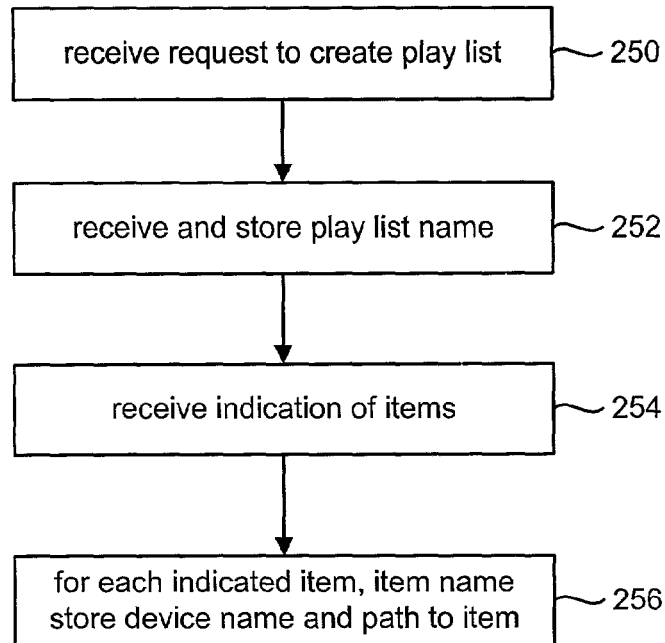 receive request to create play list 250
receive and store play list name 252
receive indication of items 254
for each indicated item, item name
store device name and path to item 256